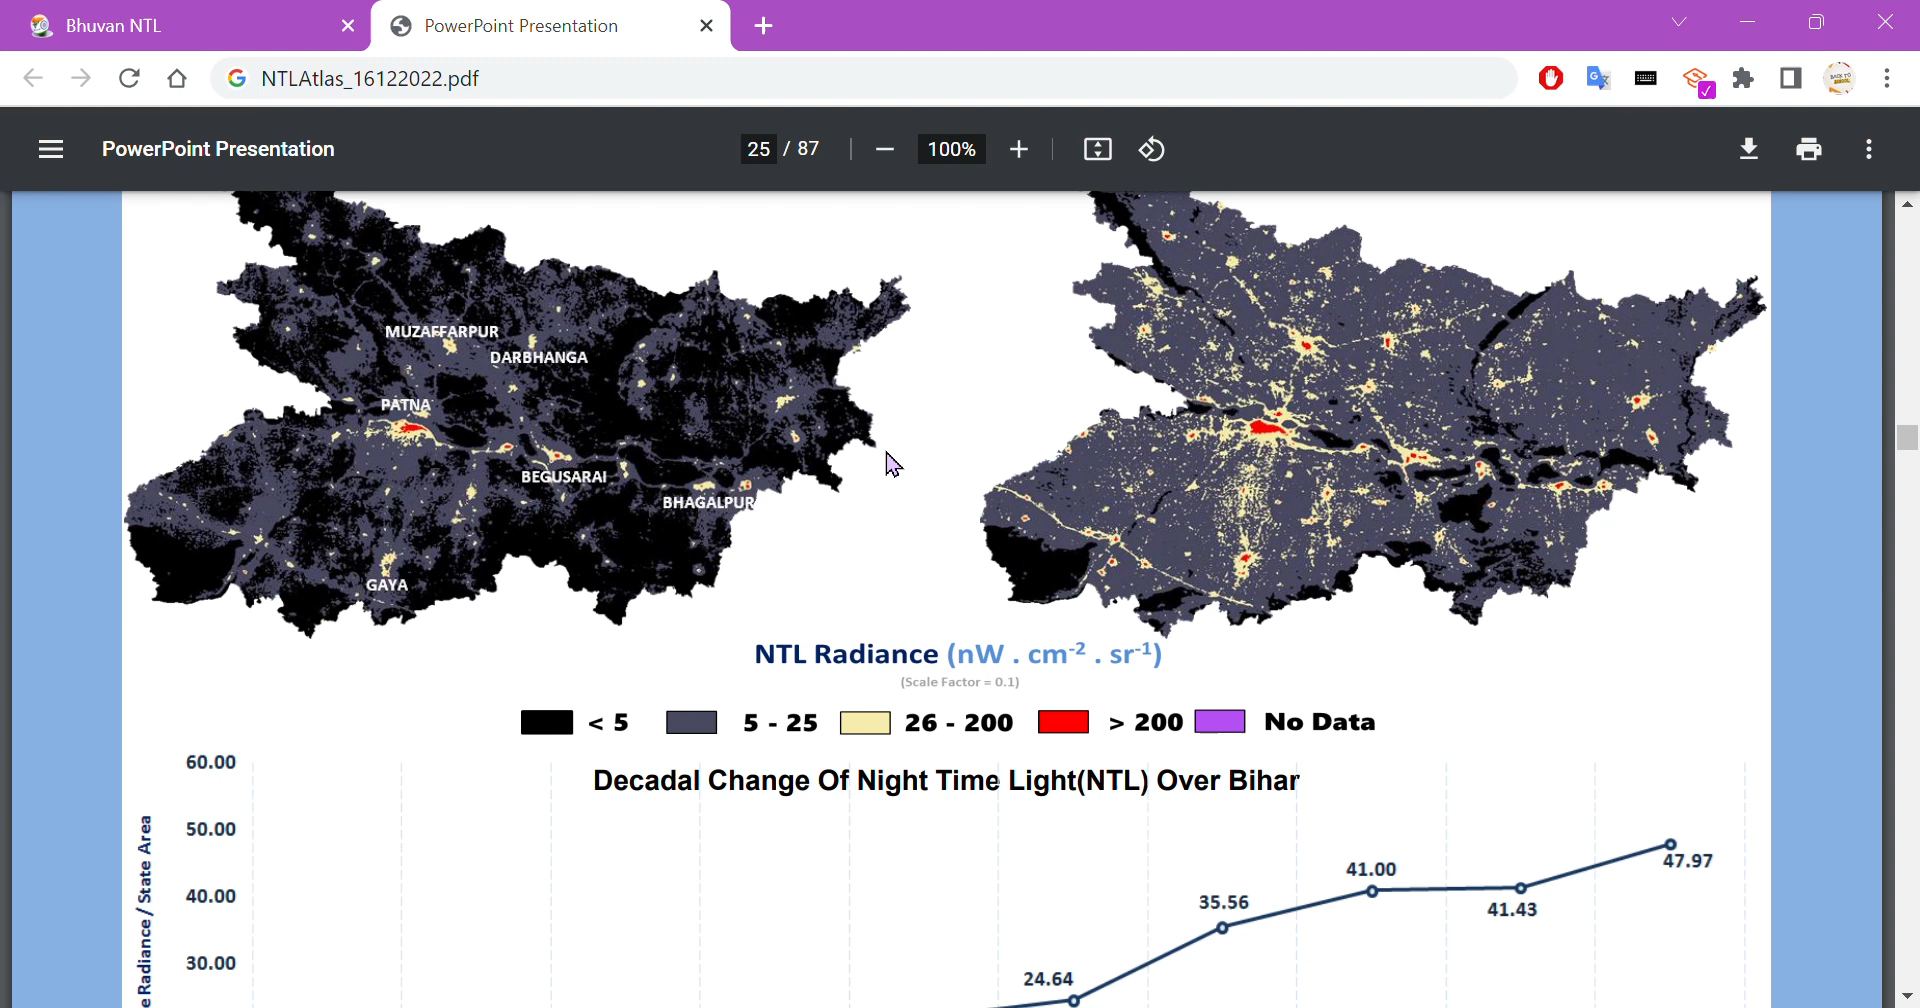 Bhuvan NTL
PowerPoint Presentation
NTLAtlas_16122022.pdf
PowerPoint Presentation
25 / 87
100%
MUZAFFARPUR
DARBHANGA
PATNA
BEGUSARAI
BHAGALPUR
GAYA
NTL Radiance (nW . cm-2 . sr-1)
(Scale Factor = 0.1)
< 5 5 - 25 26 - 200 > 200 No Data
Decadal Change Of Night Time Light(NTL) Over Bihar
60.00
50.00
40.00
30.00
e Radiance / State Area
24.64
35.56
41.00
41.43
47.97